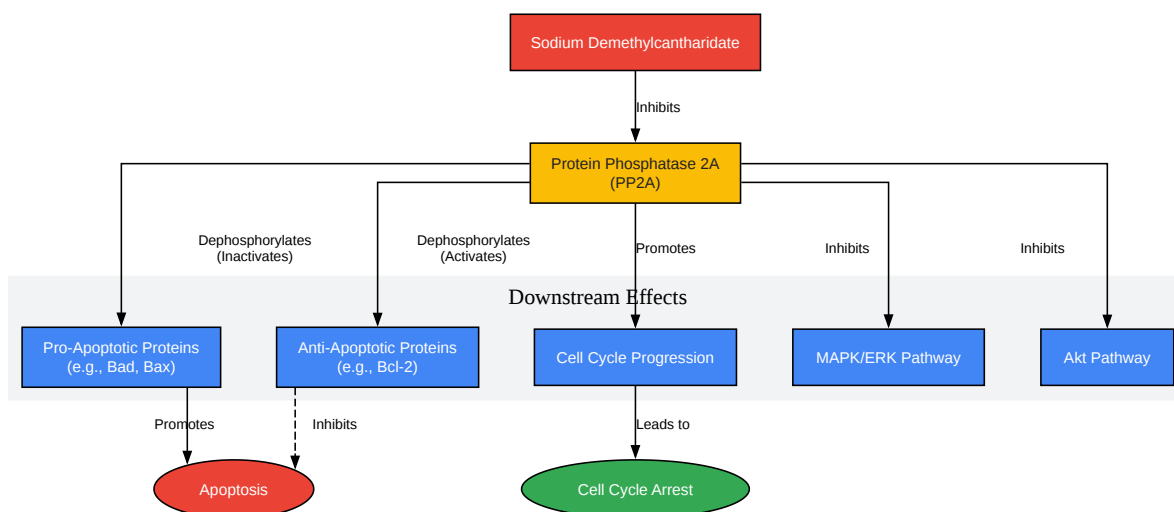 Sodium Demethylcantharidate
Inhibits
Protein Phosphatase 2A
(PP2A)
Dephosphorylates
(Inactivates)
Dephosphorylates
(Activates)
Promotes
Inhibits
Inhibits
Downstream Effects
Pro-Apoptotic Proteins
(e.g., Bad, Bax)
Anti-Apoptotic Proteins
(e.g., Bcl-2)
Cell Cycle Progression
MAPK/ERK Pathway
Akt Pathway
Promotes
Inhibits
Leads to
Apoptosis
Cell Cycle Arrest